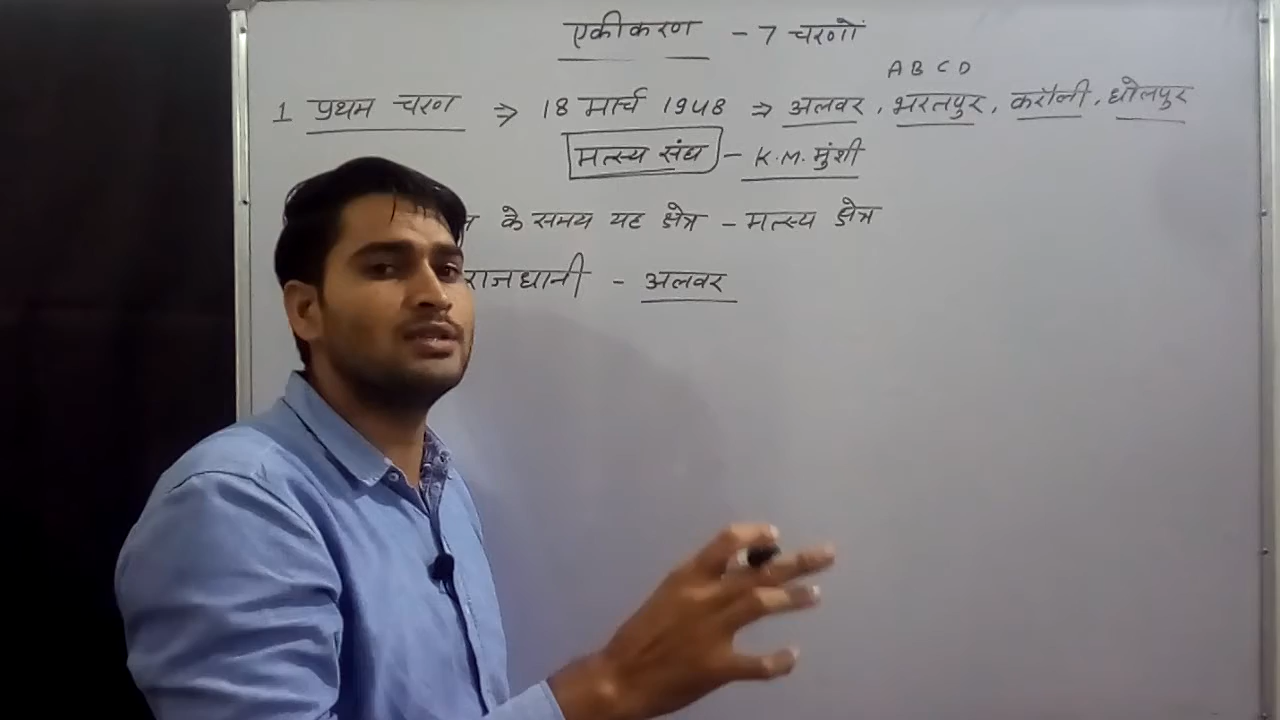 एकीकरण - 7 चरणों
A B C D
1 प्रथम चरण ⇒ 18 मार्च 1948 ⇒ अलवर, भरतपुर, करौली, धौलपुर
मत्स्य संघ - K.M. मुंशी
के समय यह क्षेत्र - मत्स्य क्षेत्र
राजधानी - अलवर